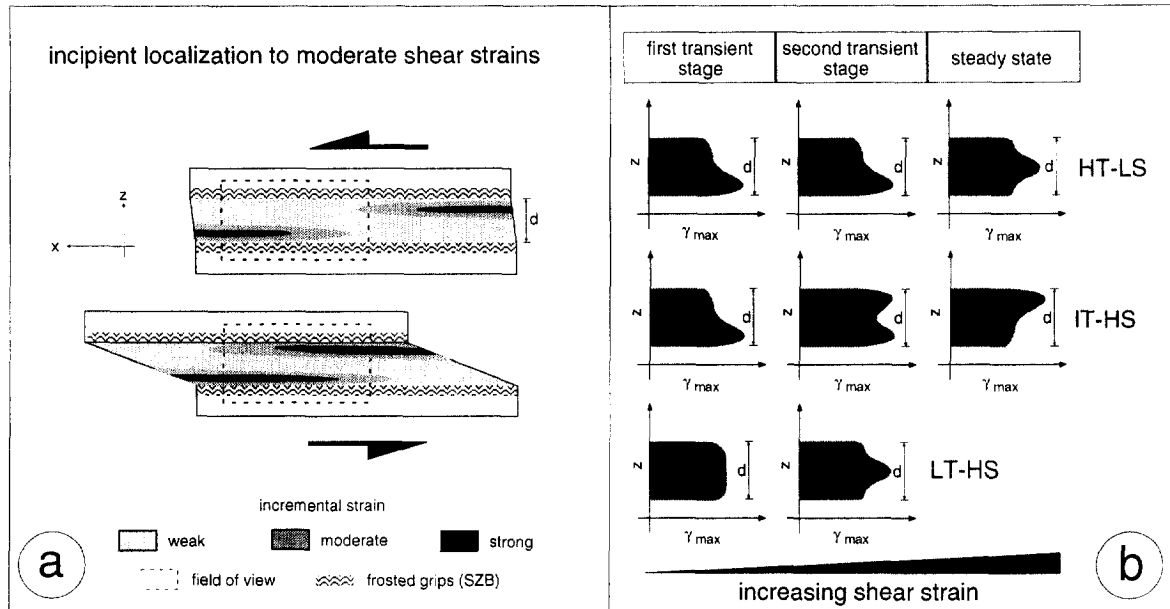 incipient localization to moderate shear strains
z
x
d
incremental strain
weak
moderate
strong
field of view
frosted grips (SZB)
a
first transient stage
second transient stage
steady state
z
d
γ max
z
d
γ max
z
d
γ max
HT-LS
z
d
γ max
z
d
γ max
z
d
γ max
IT-HS
z
d
γ max
z
d
γ max
LT-HS
increasing shear strain
b